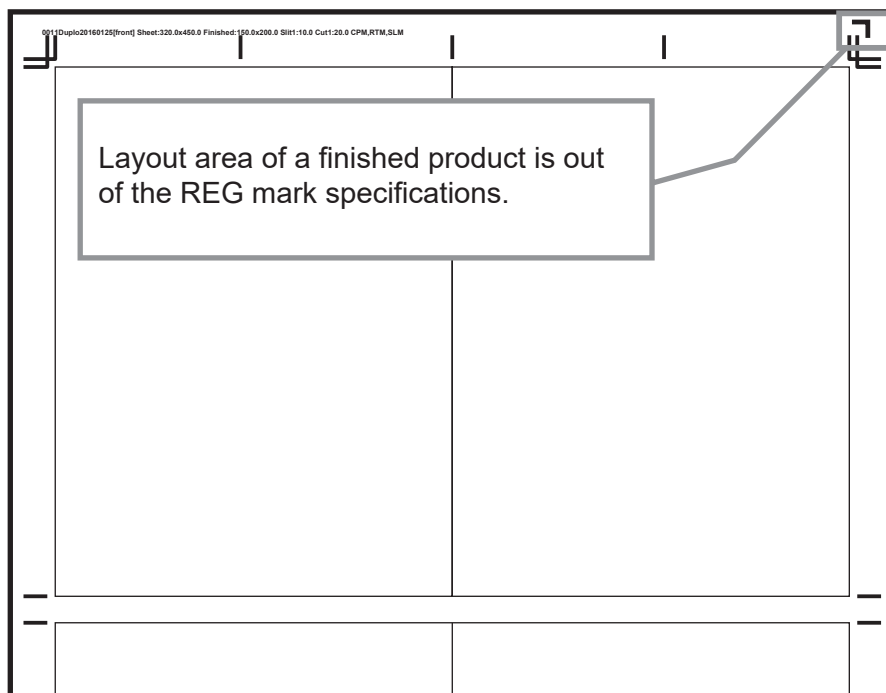 0011Duplo20160125[front] Sheet:320.0x450.0 Finished:150.0x200.0 Slit1:10.0 Cut1:20.0 CPM,RTM,SLM
Layout area of a finished product is out
of the REG mark specifications.